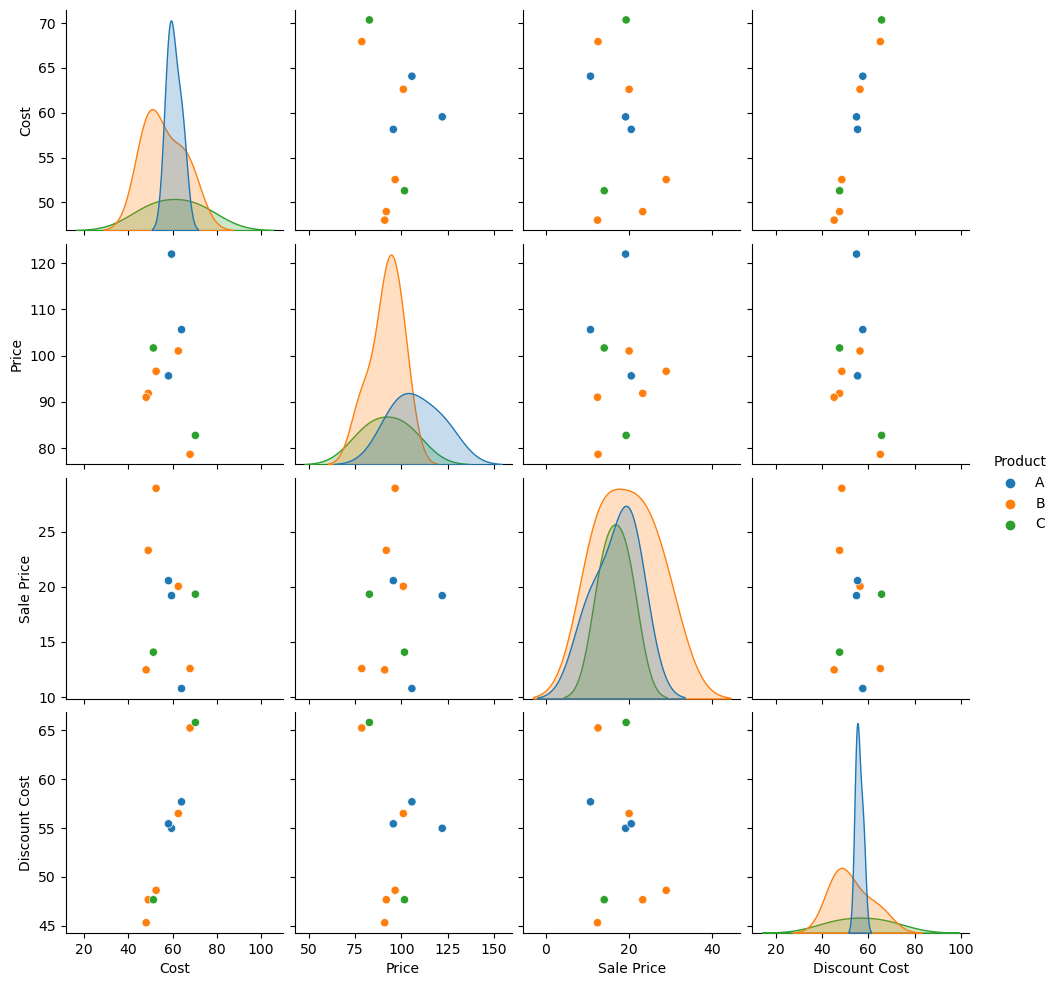 70
65
60
55
50
Cost
120
110
100
90
80
Price
Product
A
B
C
25
20
15
10
Sale Price
65
60
55
50
45
Discount Cost
20 40 60 80 100
50 75 100 125 150
0 20 40
20 40 60 80 100
Cost
Price
Sale Price
Discount Cost